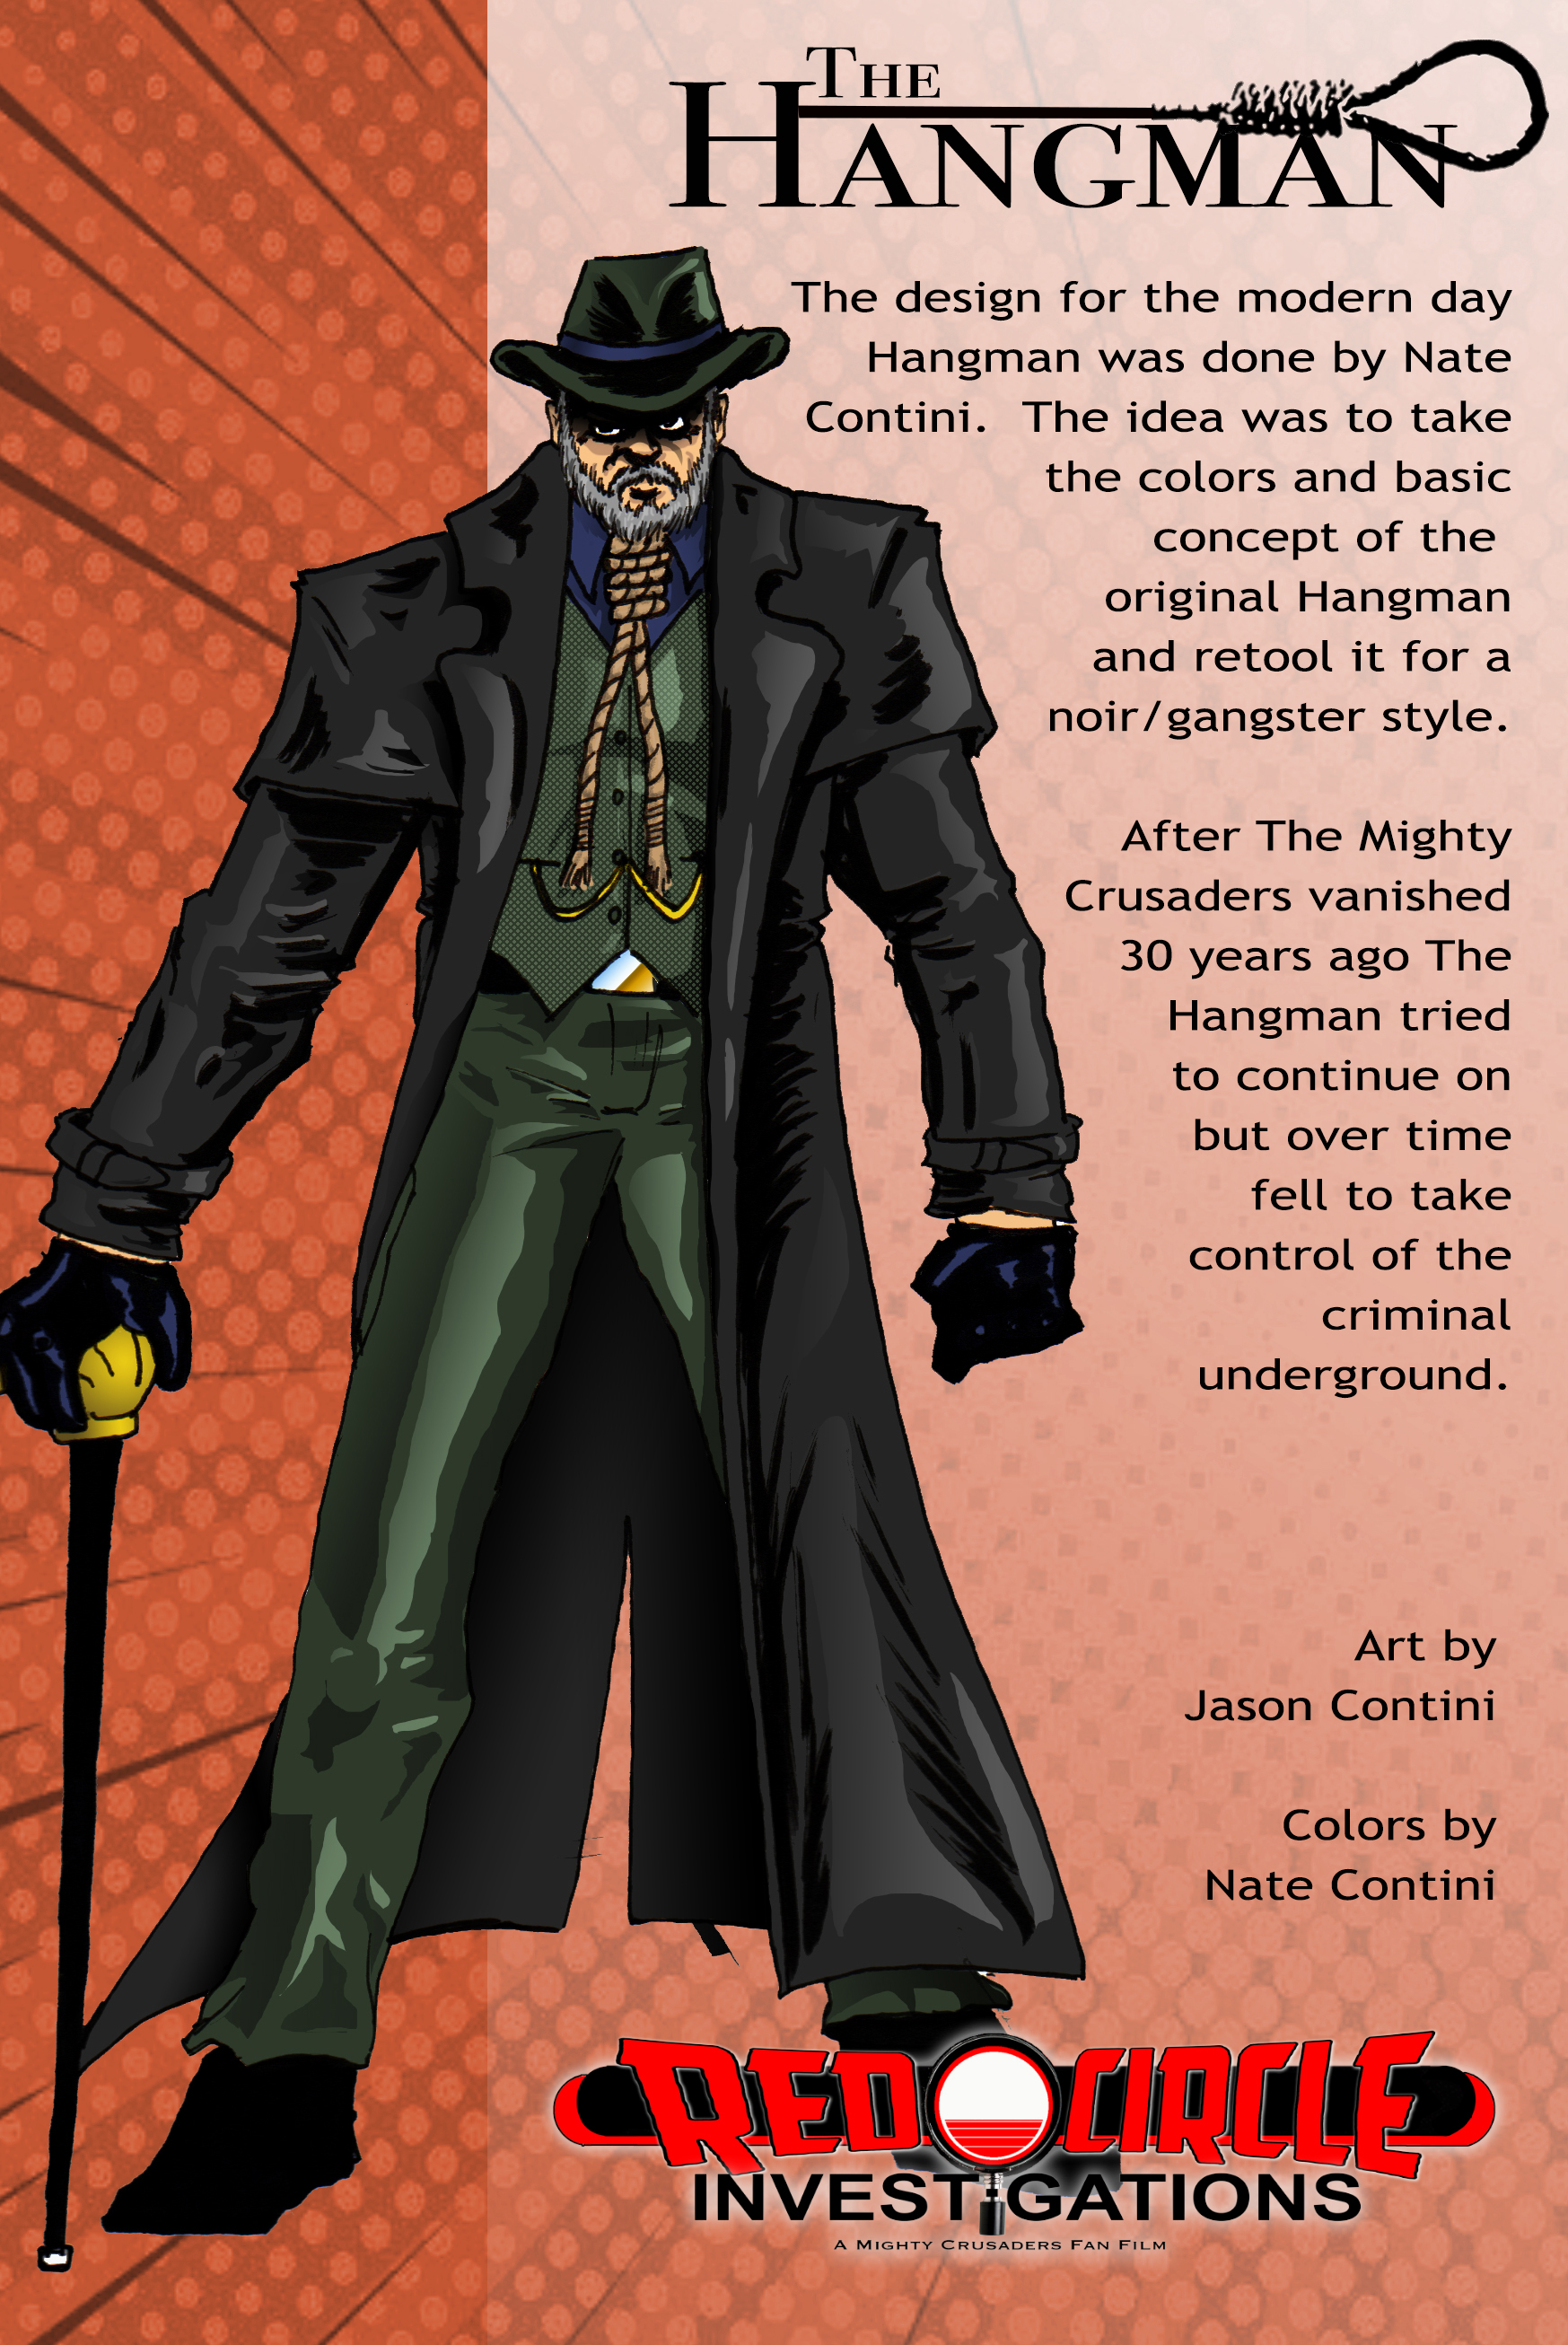 The
Hangman
The design for the modern day
Hangman was done by Nate
Contini.  The idea was to take
the colors and basic
concept of the
original Hangman
and retool it for a
noir/gangster style.
After The Mighty
Crusaders vanished
30 years ago The
Hangman tried
to continue on
but over time
fell to take
control of the
criminal
underground.
Art by
Jason Contini
Colors by
Nate Contini
RED CIRCLE
INVESTIGATIONS
A Mighty Crusaders Fan Film